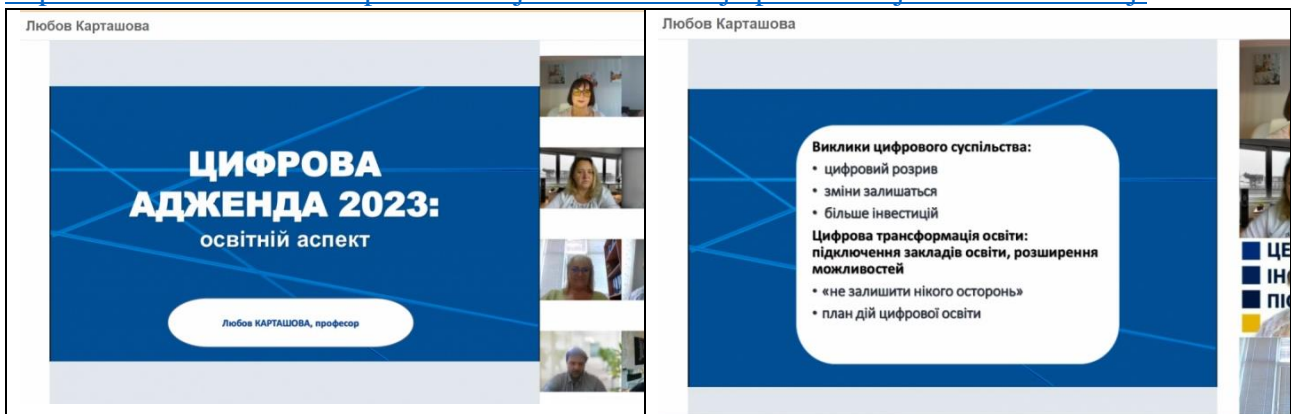 Любов Карташова
ЦИФРОВА
АДЖЕНДА 2023:
освітній аспект
Любов КАРТАШОВА, професор
Любов Карташова
Виклики цифрового суспільства:
• цифровий розрив
• зміни залишаться
• більше інвестицій
Цифрова трансформація освіти:
підключення закладів освіти, розширення
можливостей
• «не залишити нікого осторонь»
• план дій цифрової освіти